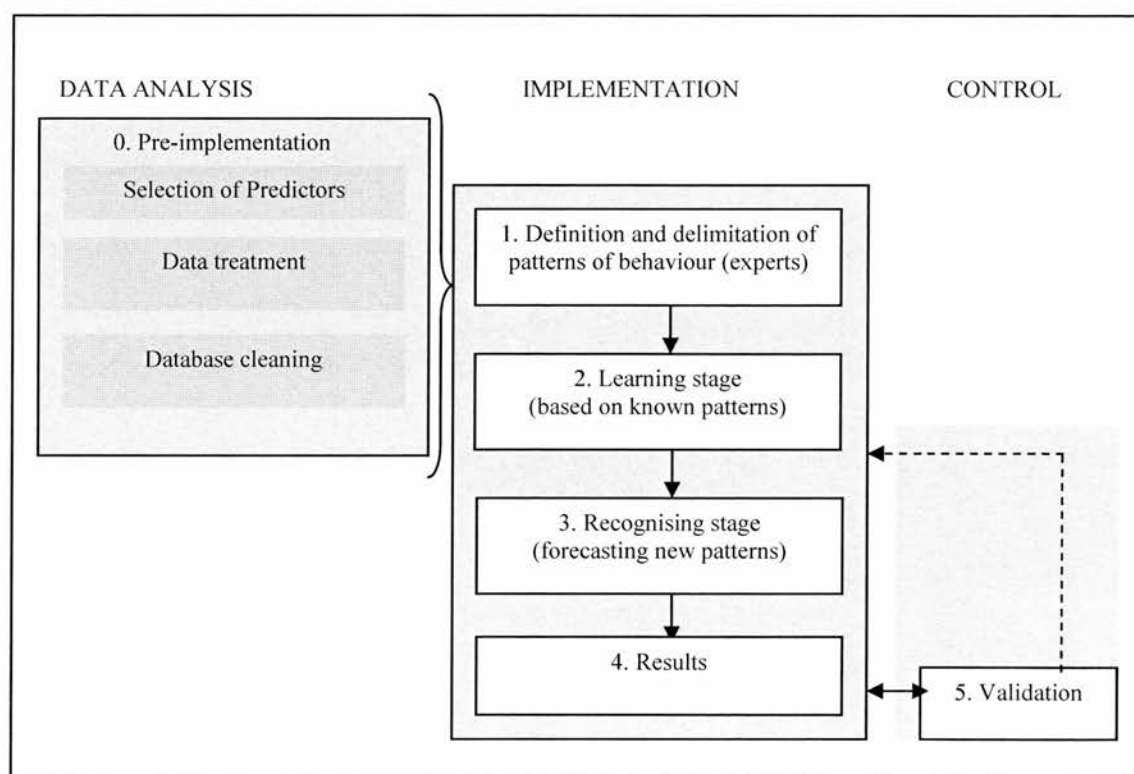 DATA ANALYSIS
0. Pre-implementation
Selection of Predictors
Data treatment
Database cleaning
IMPLEMENTATION
1. Definition and delimitation of
patterns of behaviour (experts)
2. Learning stage
(based on known patterns)
3. Recognising stage
(forecasting new patterns)
4. Results
CONTROL
5. Validation